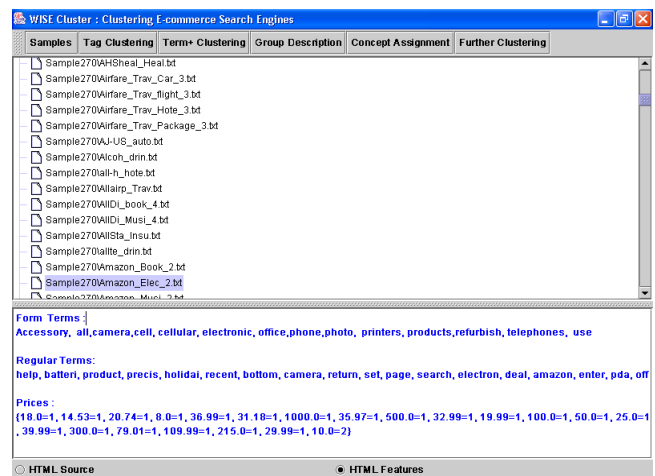 WISE Cluster : Clustering E-commerce Search Engines
Samples Tag Clustering Term+ Clustering Group Description Concept Assignment Further Clustering
Sample270\AHSheal_Heal.txt
Sample270\Airfare_Trav_Car_3.txt
Sample270\Airfare_Trav_flight_3.txt
Sample270\Airfare_Trav_Hote_3.txt
Sample270\Airfare_Trav_Package_3.txt
Sample270\AJ-US_auto.txt
Sample270\Alcoh_drin.txt
Sample270\all-h_hote.txt
Sample270\Allairp_Trav.txt
Sample270\AllDi_book_4.txt
Sample270\AllDi_Musi_4.txt
Sample270\AllSta_Insu.txt
Sample270\allte_drin.txt
Sample270\Amazon_Book_2.txt
Sample270\Amazon_Elec_2.txt
Sample270\Amazon_Musi_2.txt
Form Terms :
Accessory, all,camera,cell, cellular, electronic, office,phone,photo, printers, products,refurbish, telephones, use
Regular Terms:
help, batteri, product, precis, holidai, recent, bottom, camera, return, set, page, search, electron, deal, amazon, enter, pda, off
Prices :
{18.0=1, 14.53=1, 20.74=1, 8.0=1, 36.99=1, 31.18=1, 1000.0=1, 35.97=1, 500.0=1, 32.99=1, 19.99=1, 100.0=1, 50.0=1, 25.0=1
, 39.99=1, 300.0=1, 79.01=1, 109.99=1, 215.0=1, 29.99=1, 10.0=2}
HTML Source HTML Features